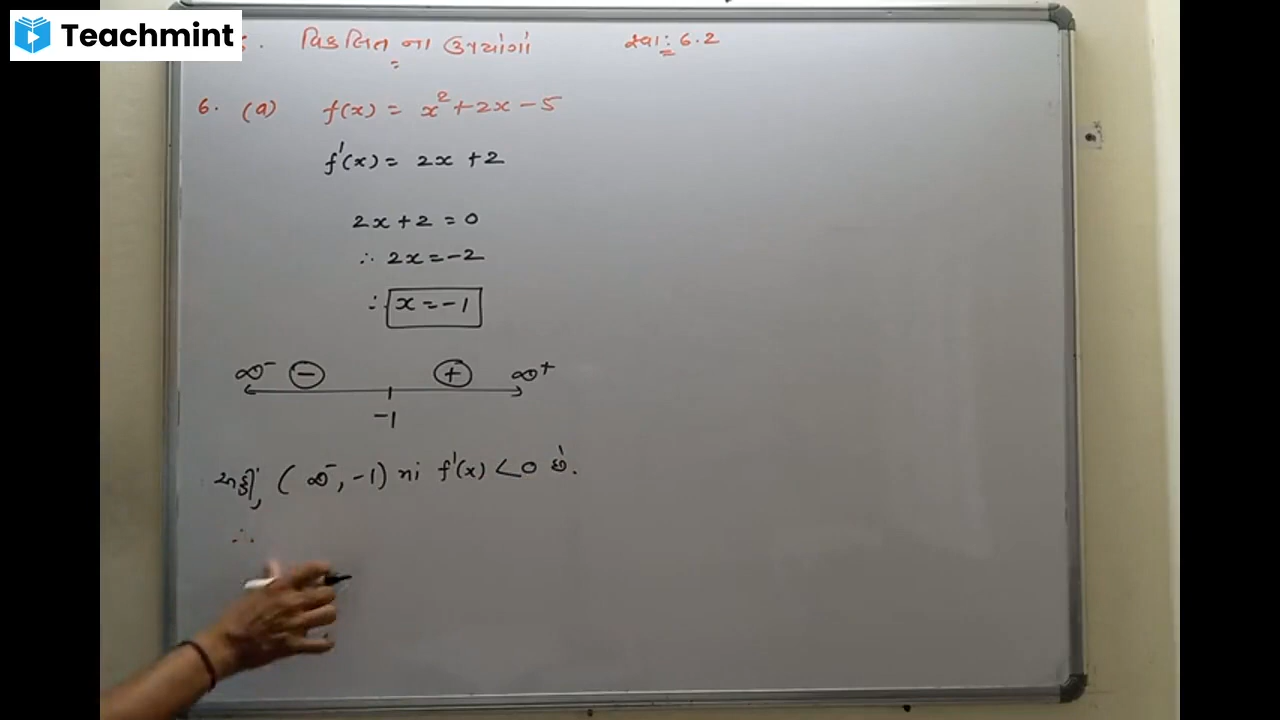 Teachmint
6. વિકલિત ના ઉપયોગો સ્વા : 6.2
6. (a) f(x) = x² + 2x - 5
f'(x) = 2x + 2
2x + 2 = 0
∴ 2x = -2
∴ x = -1
∞⁻ - + ∞⁺
-1
અહીં, (∞⁻, -1) માં f'(x) < 0 છે.
∴